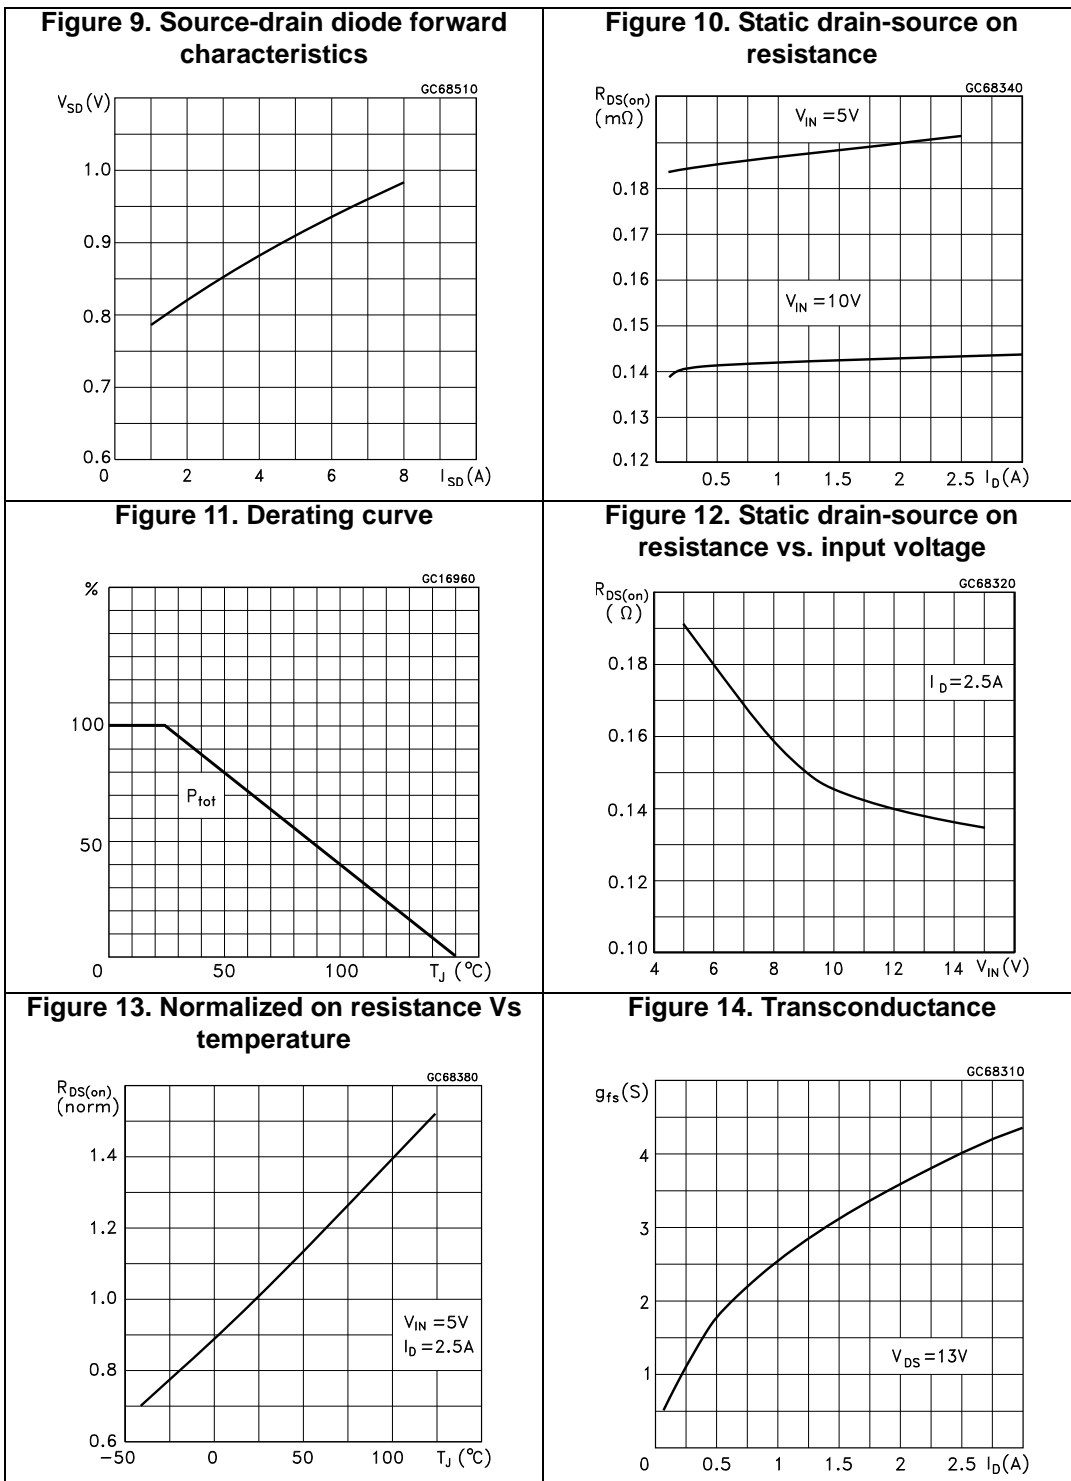 Figure 9. Source-drain diode forward
characteristics
GC68510
V_SD (V)
1.0
0.9
0.8
0.7
0.6
0 2 4 6 8 I_SD (A)
Figure 10. Static drain-source on
resistance
GC68340
R_DS(on)
(mΩ)
V_IN =5V
0.18
0.17
0.16
V_IN =10V
0.15
0.14
0.13
0.12
0.5 1 1.5 2 2.5 I_D(A)
Figure 11. Derating curve
GC16960
%
100
P_tot
50
0 50 100 T_J (°C)
Figure 12. Static drain-source on
resistance vs. input voltage
GC68320
R_DS(on)
( Ω)
0.18
I_D=2.5A
0.16
0.14
0.12
0.10
4 6 8 10 12 14 V_IN(V)
Figure 13. Normalized on resistance Vs
temperature
GC68380
R_DS(on)
(norm)
1.4
1.2
1.0
V_IN =5V
I_D =2.5A
0.8
0.6
-50 0 50 100 T_J (°C)
Figure 14. Transconductance
GC68310
g_fs(S)
4
3
2
V_DS =13V
1
0 0.5 1 1.5 2 2.5 I_D(A)